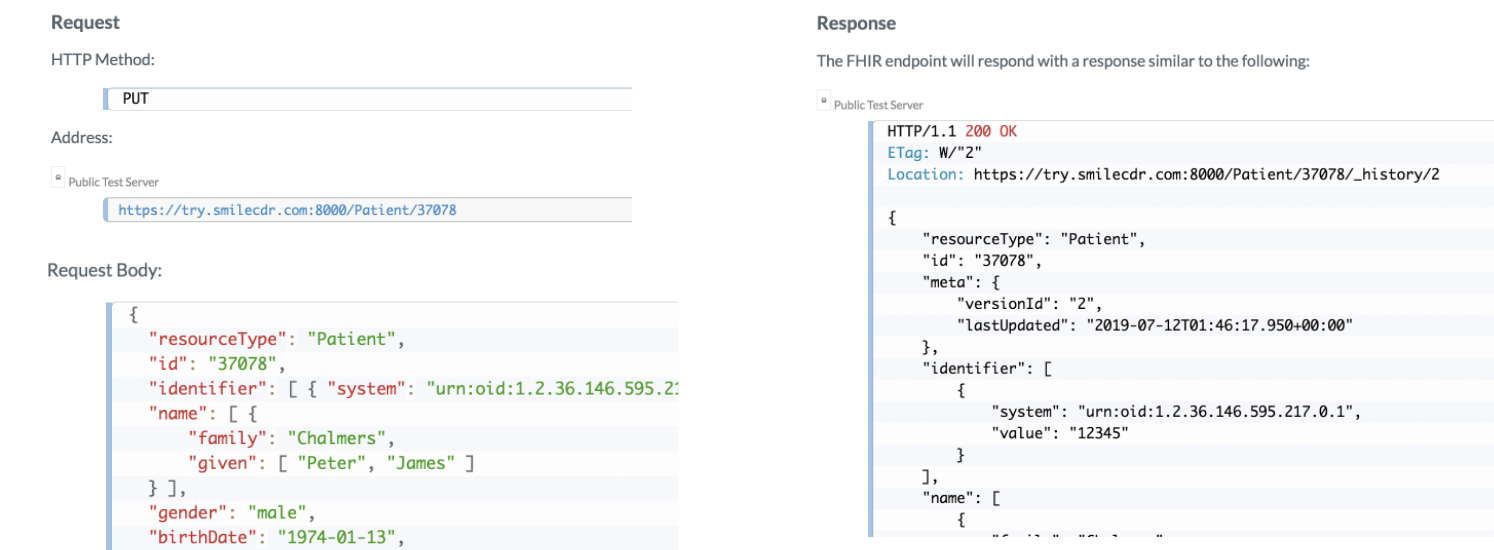 Request
HTTP Method:
PUT
Address:
Public Test Server
https://try.smilecdr.com:8000/Patient/37078
Request Body:
{
"resourceType": "Patient",
"id": "37078",
"identifier": [ { "system": "urn:oid:1.2.36.146.595.21
"name": [ {
"family": "Chalmers",
"given": [ "Peter", "James" ]
} ],
"gender": "male",
"birthDate": "1974-01-13",
Response
The FHIR endpoint will respond with a response similar to the following:
Public Test Server
HTTP/1.1 200 OK
ETag: W/"2"
Location: https://try.smilecdr.com:8000/Patient/37078/_history/2
{
"resourceType": "Patient",
"id": "37078",
"meta": {
"versionId": "2",
"lastUpdated": "2019-07-12T01:46:17.950+00:00"
},
"identifier": [
{
"system": "urn:oid:1.2.36.146.595.217.0.1",
"value": "12345"
}
],
"name": [
{